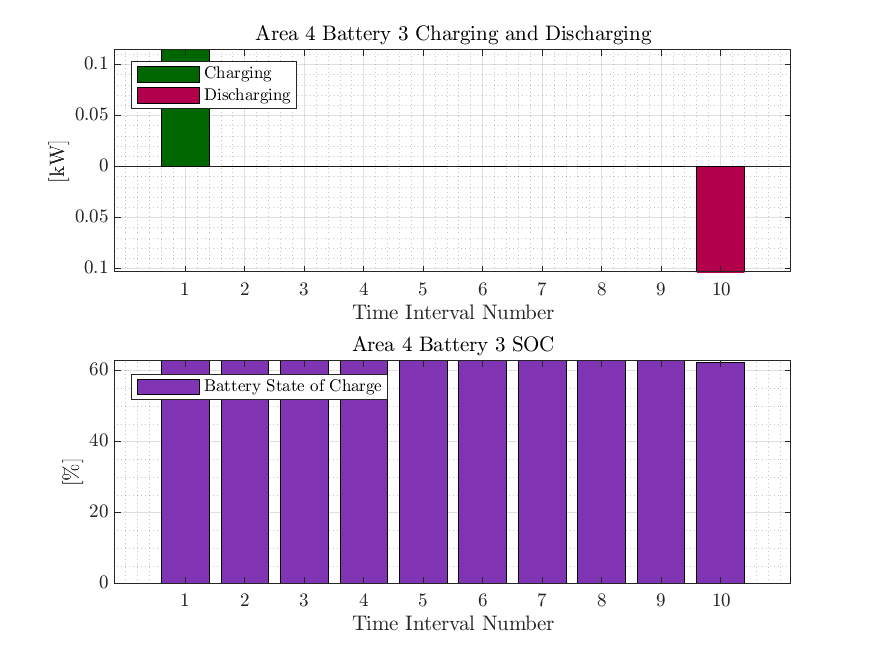 Area 4 Battery 3 Charging and Discharging
0.1
0.05
0
0.05
0.1
[kW]
Charging
Discharging
1 2 3 4 5 6 7 8 9 10
Time Interval Number
Area 4 Battery 3 SOC
60
40
20
0
[%]
Battery State of Charge
1 2 3 4 5 6 7 8 9 10
Time Interval Number